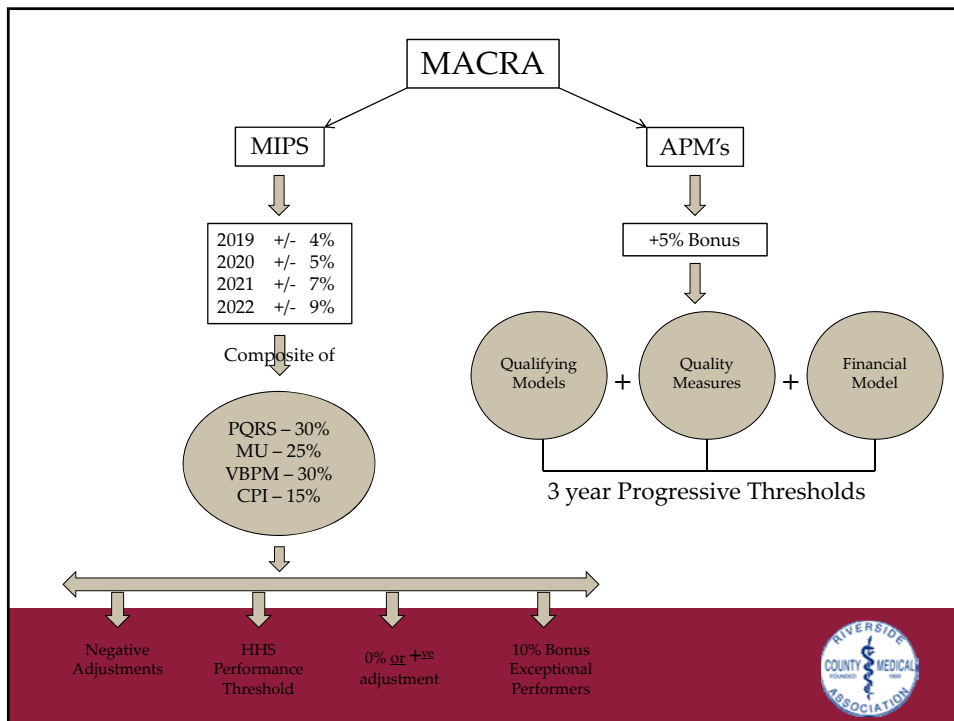 MACRA
MIPS
APM's
2019 +/- 4%
2020 +/- 5%
2021 +/- 7%
2022 +/- 9%
+5% Bonus
Composite of
Qualifying
Models
+
Quality
Measures
+
Financial
Model
PQRS – 30%
MU – 25%
VBPM – 30%
CPI – 15%
3 year Progressive Thresholds
Negative
Adjustments
HHS
Performance
Threshold
0% or +ve
adjustment
10% Bonus
Exceptional
Performers
RIVERSIDE
COUNTY MEDICAL
FOUNDED 1893
ASSOCIATION